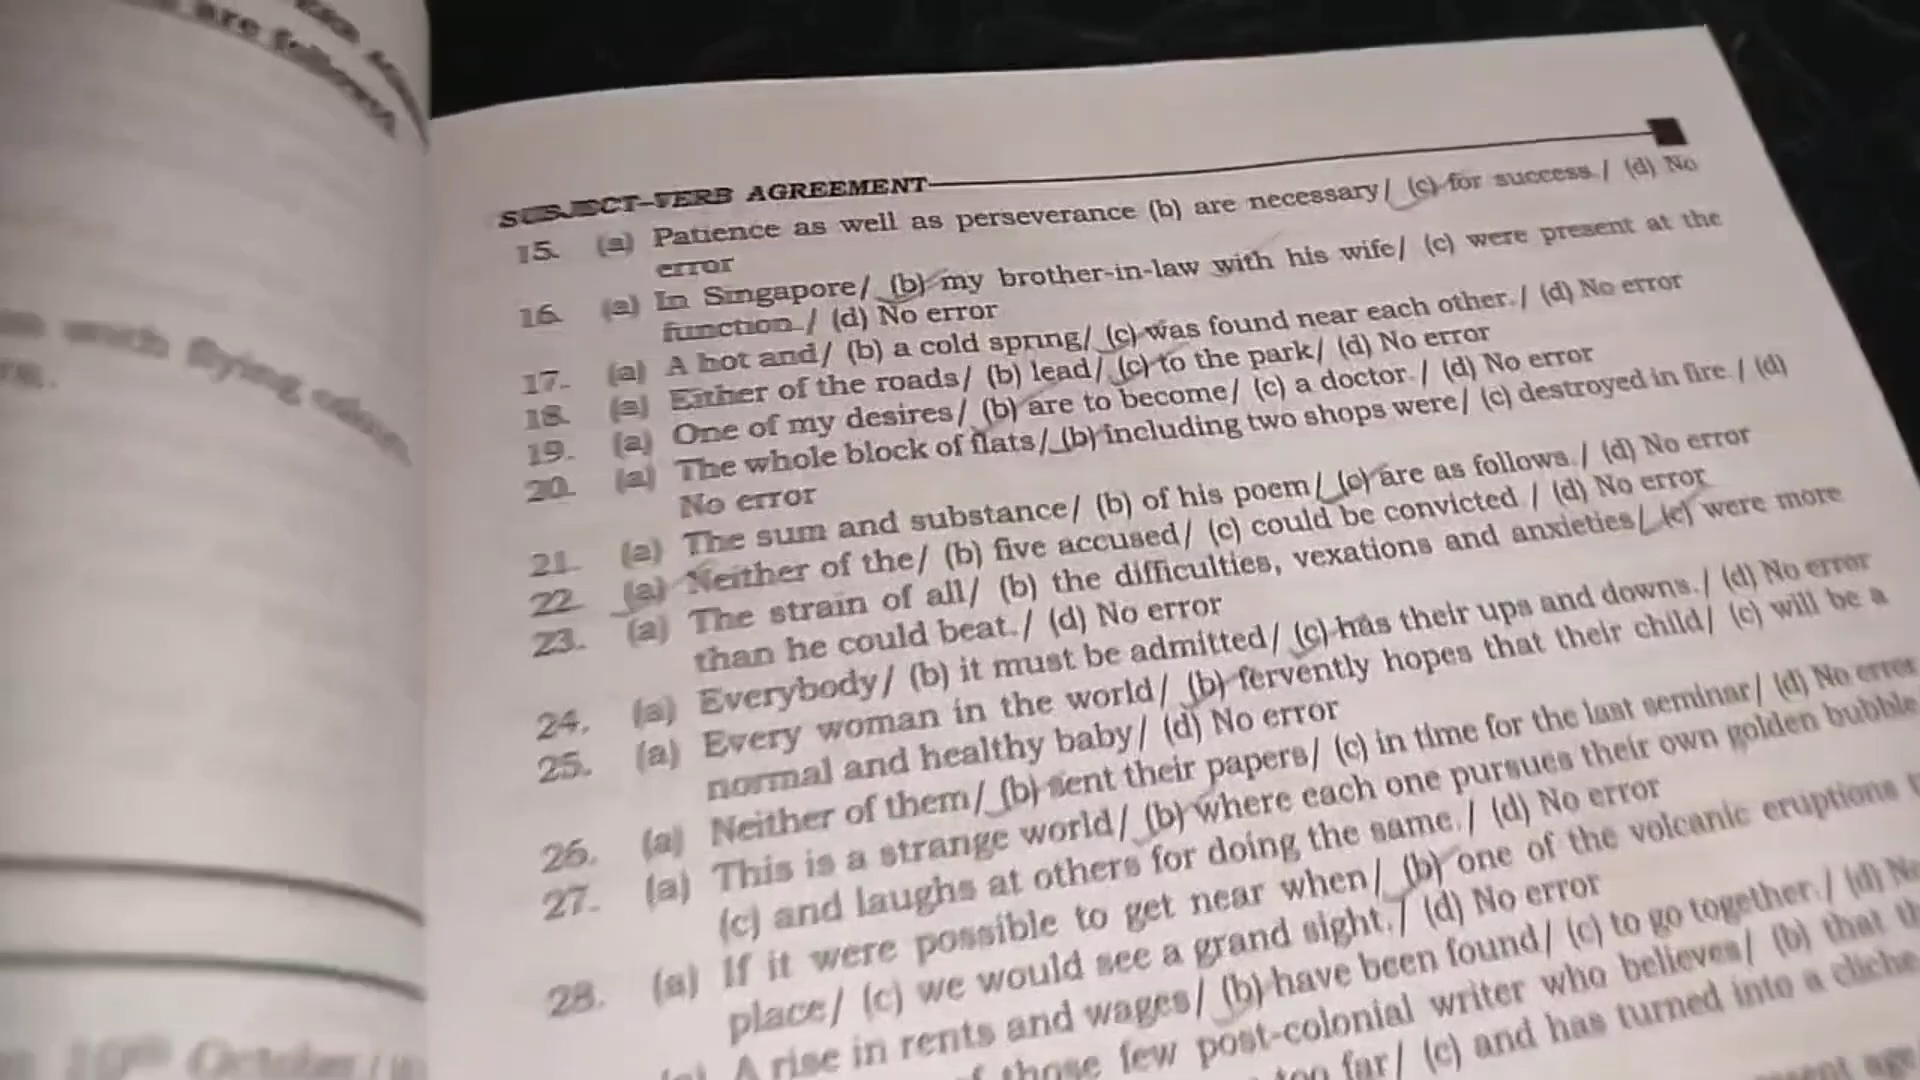 are follows
much flying
SUBJECT-VERB AGREEMENT
15. (a) Patience as well as perseverance (b) are necessary/ (c) for success./ (d) No
error
16. (a) In Singapore/ (b) my brother-in-law with his wife/ (c) were present at the
function./ (d) No error
17. (a) A hot and/ (b) a cold spring/ (c) was found near each other./ (d) No error
18. (a) Either of the roads/ (b) lead/ (c) to the park/ (d) No error
19. (a) One of my desires/ (b) are to become/ (c) a doctor./ (d) No error
20. (a) The whole block of flats/ (b) including two shops were/ (c) destroyed in fire./ (d)
No error
21. (a) The sum and substance/ (b) of his poem/ (c) are as follows./ (d) No error
22. (a) Neither of the/ (b) five accused/ (c) could be convicted / (d) No error
23. (a) The strain of all/ (b) the difficulties, vexations and anxieties/ (c) were more
than he could beat./ (d) No error
24. (a) Everybody/ (b) it must be admitted/ (c) has their ups and downs./ (d) No error
25. (a) Every woman in the world/ (b) fervently hopes that their child/ (c) will be a
normal and healthy baby/ (d) No error
26. (a) Neither of them/ (b) sent their papers/ (c) in time for the last seminar/ (d) No error
27. (a) This is a strange world/ (b) where each one pursues their own golden bubble
(c) and laughs at others for doing the same./ (d) No error
28. (a) If it were possible to get near when/ (b) one of the volcanic eruptions
place/ (c) we would see a grand sight./ (d) No error
A rise in rents and wages/ (b) have been found/ (c) to go together./ (d) No
those few post-colonial writer who believes/ (b) that
too far/ (c) and has turned into a cliche
October